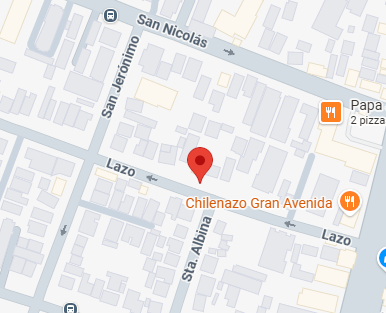 San Nicolás
San Jerónimo
Papa
2 pizza
Lazo
Chilenazo Gran Avenida
Sta. Albina
Lazo